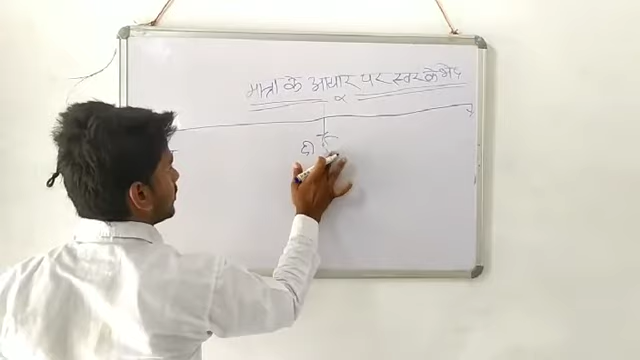 मात्रा के आधार पर स्वर के भेद
दी